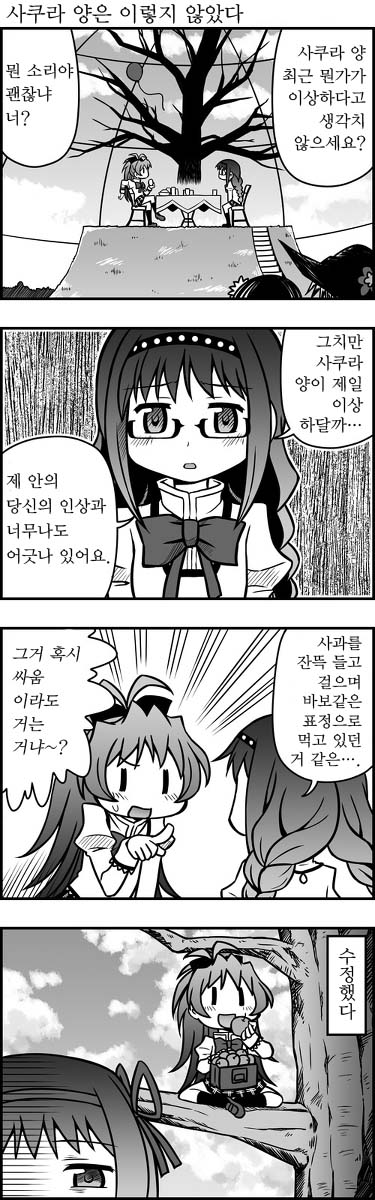 사쿠라 양은 이렇지 않았다
사쿠라 양
최근 뭔가가
이상하다고
생각치
않으세요?
뭔 소리야
괜찮냐
너?
그치만
사쿠라
양이 제일
이상
하달까…
제 안의
당신의 인상과
너무나도
어긋나 있어요.
사과를
잔뜩 들고
걸으며
바보같은
표정으로
먹고 있던
거 같은….
그거 혹시
싸움
이라도
거는
거냐~?
수정했다